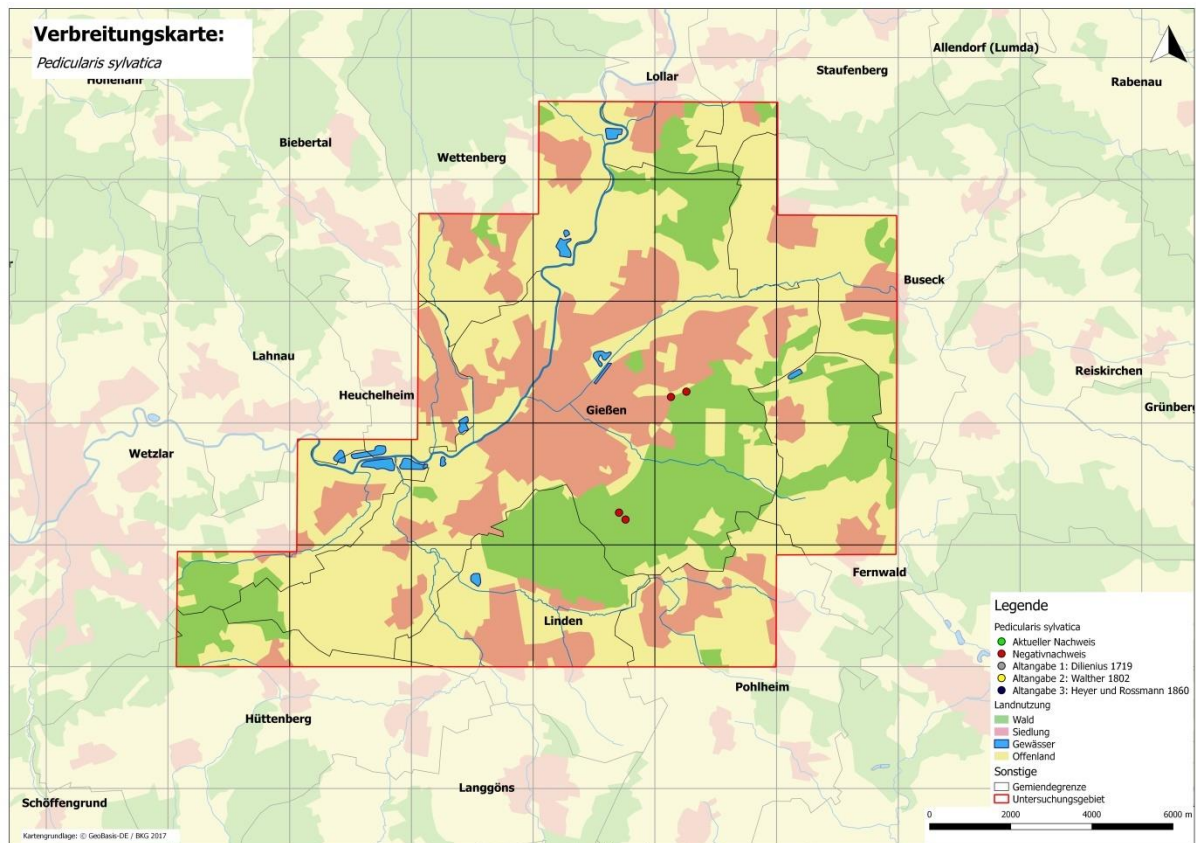 Verbreitungskarte:
Pedicularis sylvatica
Hohenahr
Lollar
Allendorf (Lumda)
Staufenberg
Rabenau
Biebertal
Wettenberg
Buseck
Lahnau
Heuchelheim
Reiskirchen
Gießen
Grünberg
Wetzlar
Fernwald
Linden
Pohlheim
Hüttenberg
Langgöns
Schöffengrund
Legende
Pedicularis sylvatica
Aktueller Nachweis
Negativnachweis
Altangabe 1: Dillenius 1719
Altangabe 2: Walther 1802
Altangabe 3: Heyer und Rossmann 1860
Landnutzung
Wald
Siedlung
Gewässer
Offenland
Sonstige
Gemiendegrenze
Untersuchungsgebiet
0 2000 4000 6000 m
Kartengrundlage: © GeoBasis-DE / BKG 2017